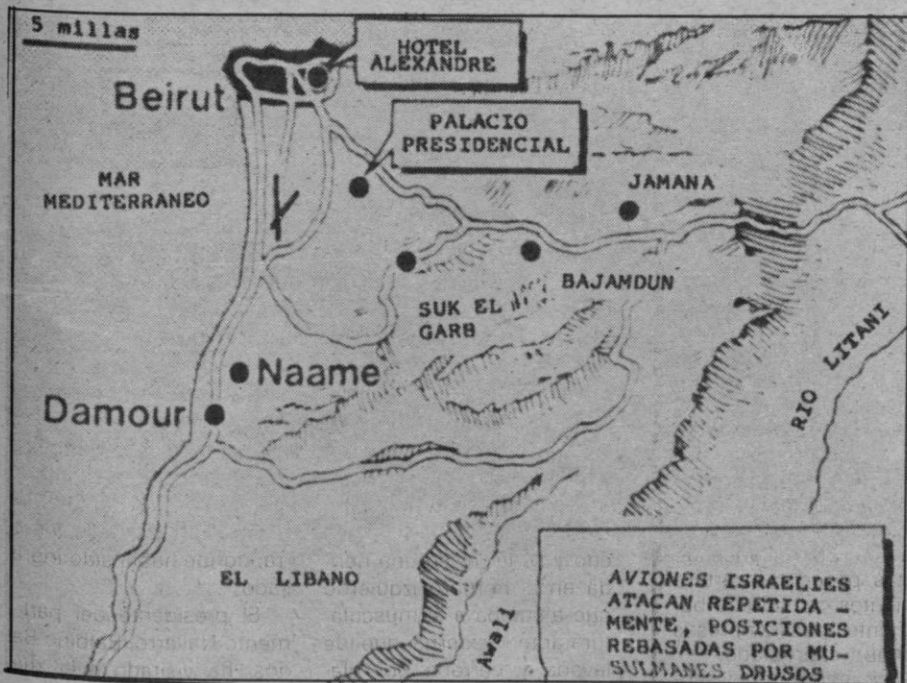 5 millas
HOTEL
ALEXANDRE
Beirut
PALACIO
PRESIDENCIAL
MAR
MEDITERRANEO
JAMANA
BAJAMDUN
SUK EL
GARB
Naame
Damour
RIO LITANI
EL LIBANO
Awali
AVIONES ISRAELIES
ATACAN REPETIDA -
MENTE, POSICIONES
REBASADAS POR MU-
SULMANES DRUSOS